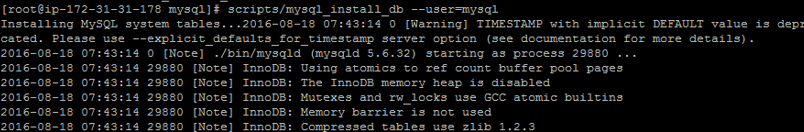 [root@ip-172-31-31-178 mysql]# scripts/mysql_install_db --user=mysql
Installing MySQL system tables...2016-08-18 07:43:14 0 [Warning] TIMESTAMP with implicit DEFAULT value is depr
cated. Please use --explicit_defaults_for_timestamp server option (see documentation for more details).
2016-08-18 07:43:14 0 [Note] ./bin/mysqld (mysqld 5.6.32) starting as process 29880 ...
2016-08-18 07:43:14 29880 [Note] InnoDB: Using atomics to ref count buffer pool pages
2016-08-18 07:43:14 29880 [Note] InnoDB: The InnoDB memory heap is disabled
2016-08-18 07:43:14 29880 [Note] InnoDB: Mutexes and rw_locks use GCC atomic builtins
2016-08-18 07:43:14 29880 [Note] InnoDB: Memory barrier is not used
2016-08-18 07:43:14 29880 [Note] InnoDB: Compressed tables use zlib 1.2.3